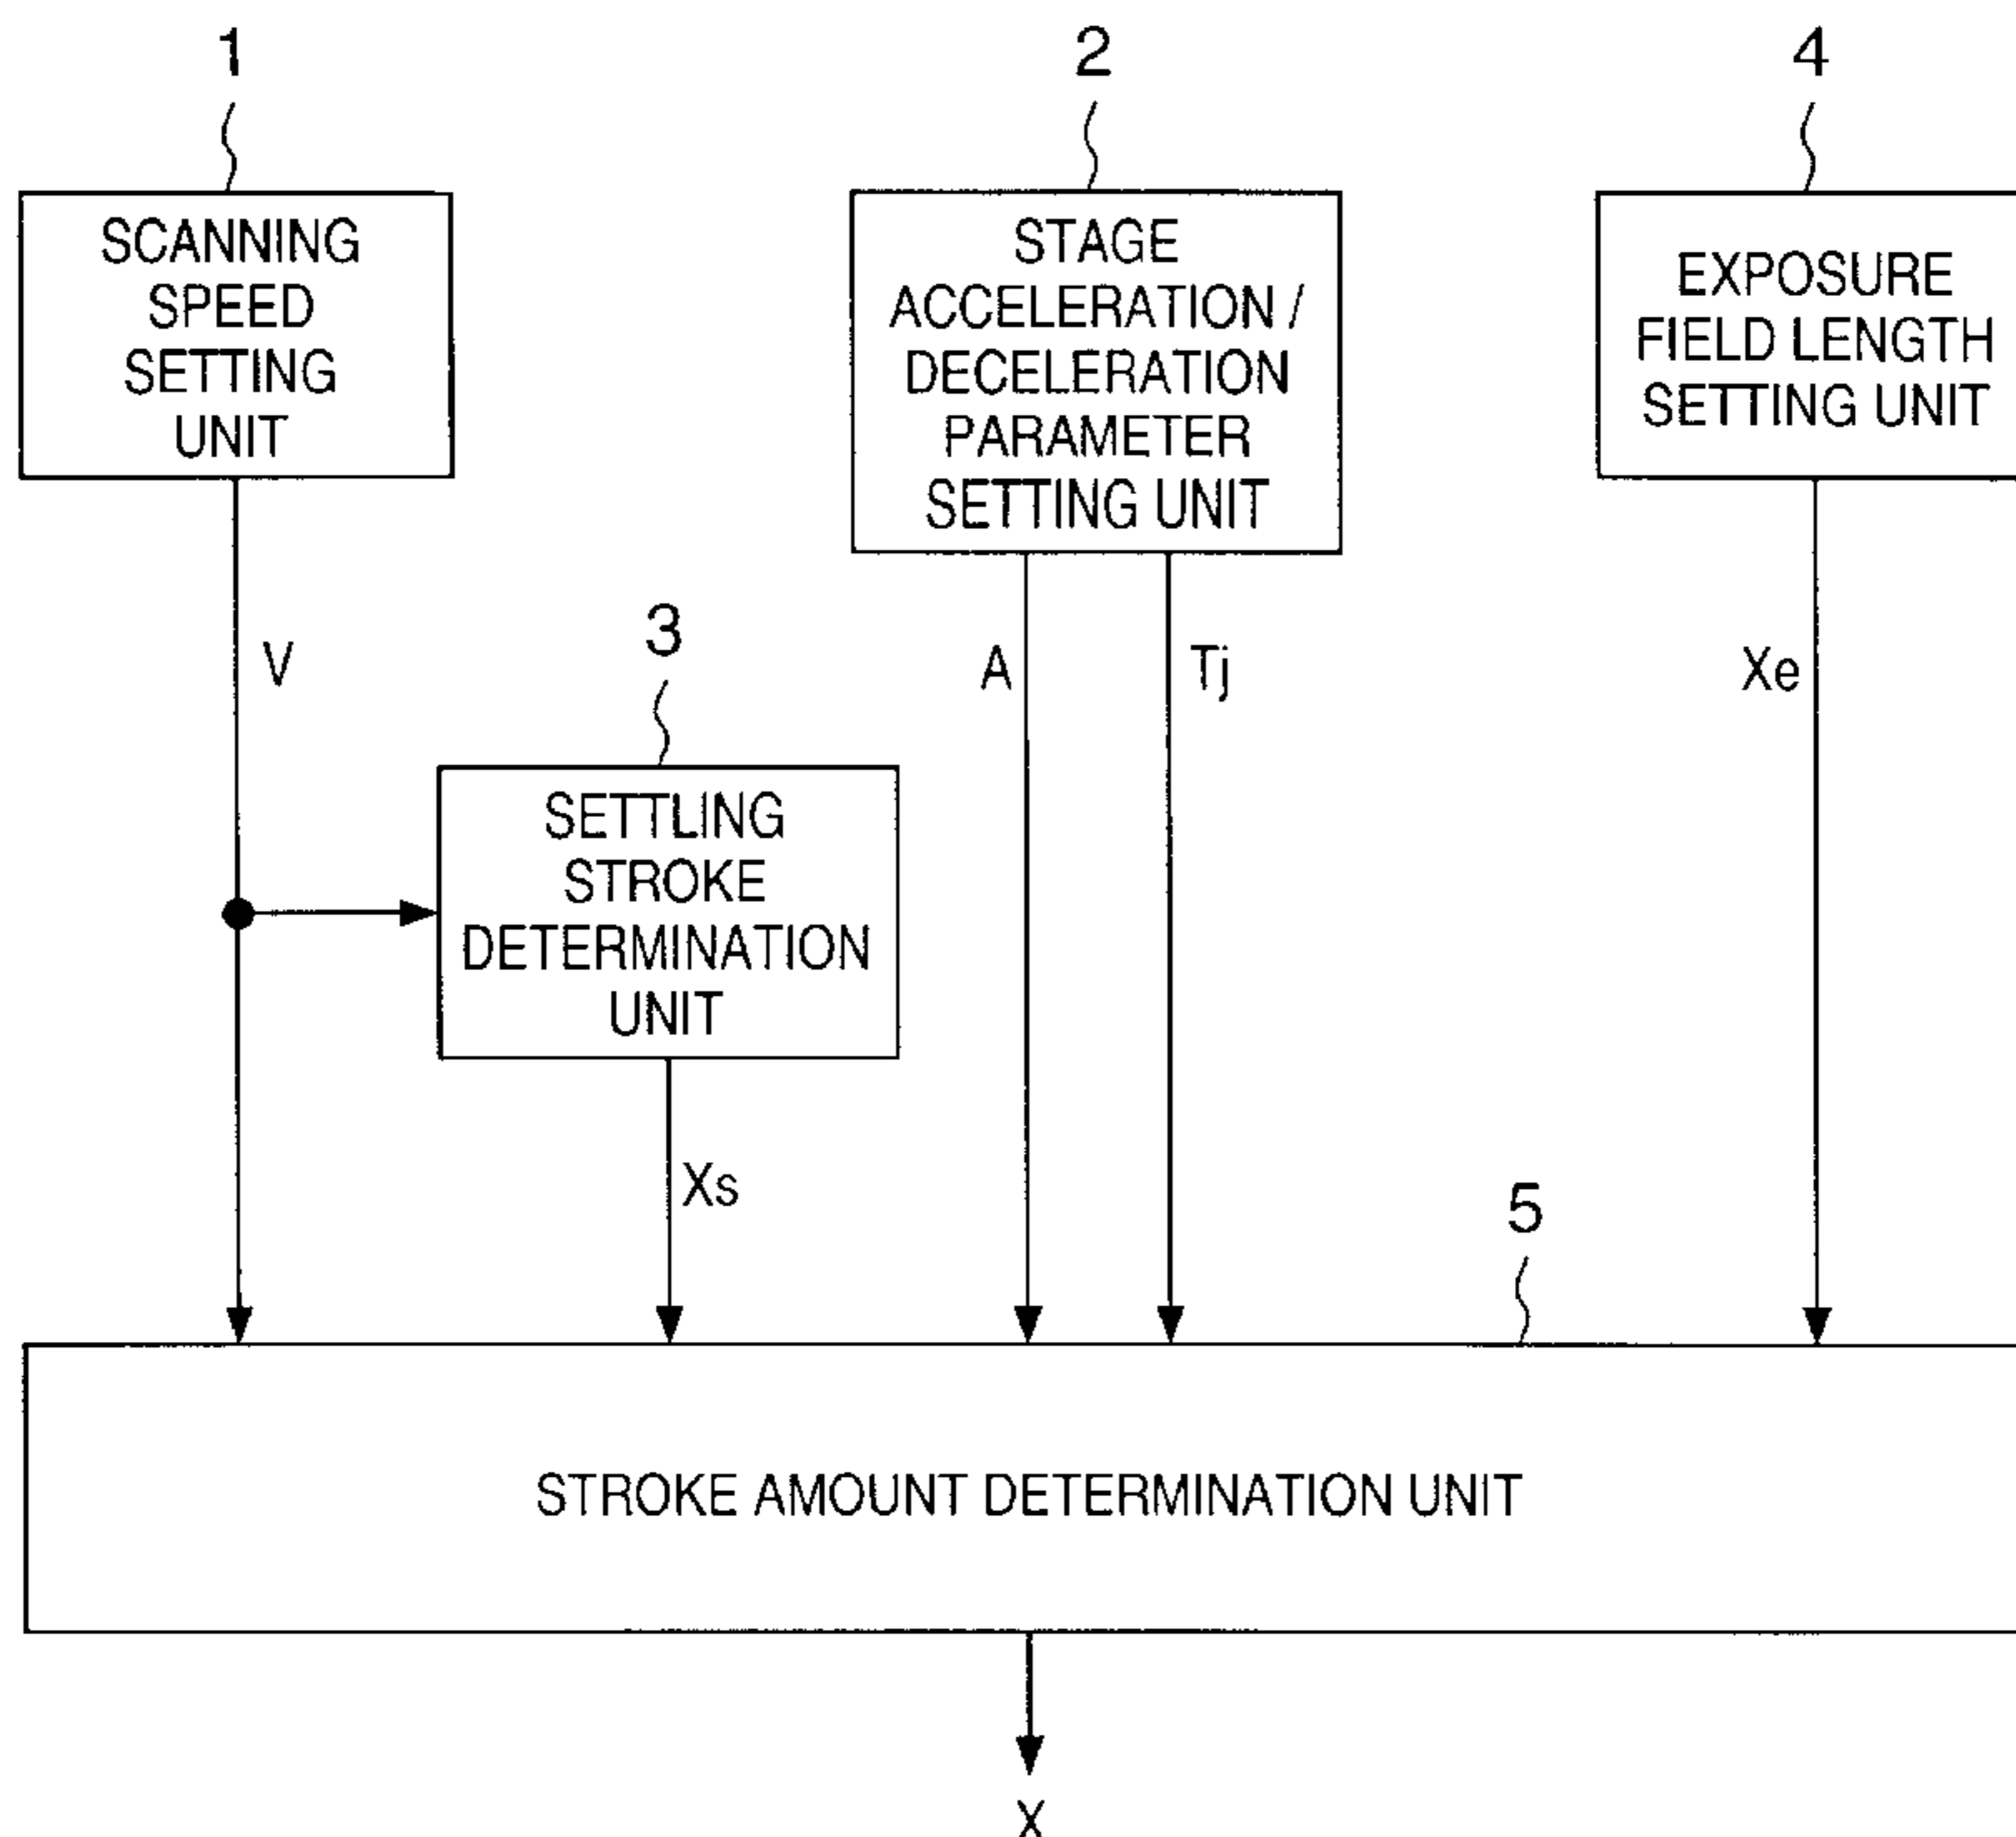 1
2
4
SCANNING
SPEED
SETTING
UNIT
STAGE
ACCELERATION /
DECELERATION
PARAMETER
SETTING UNIT
EXPOSURE
FIELD LENGTH
SETTING UNIT
V
3
A
Tj
Xe
SETTLING
STROKE
DETERMINATION
UNIT
Xs
5
STROKE AMOUNT DETERMINATION UNIT
X